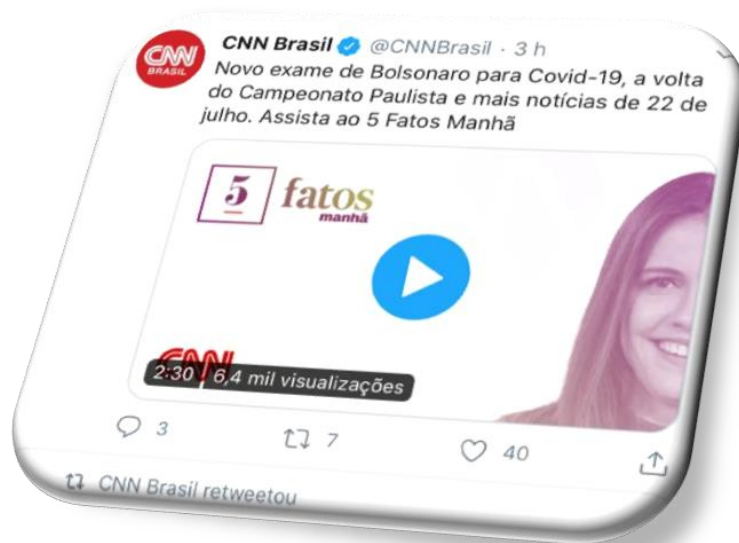 CNN
BRASIL
CNN Brasil @CNNBrasil · 3 h
Novo exame de Bolsonaro para Covid-19, a volta
do Campeonato Paulista e mais notícias de 22 de
julho. Assista ao 5 Fatos Manhã
5 fatos
manhã
CNN
2:30 6,4 mil visualizações
3 7 40
CNN Brasil retweetou